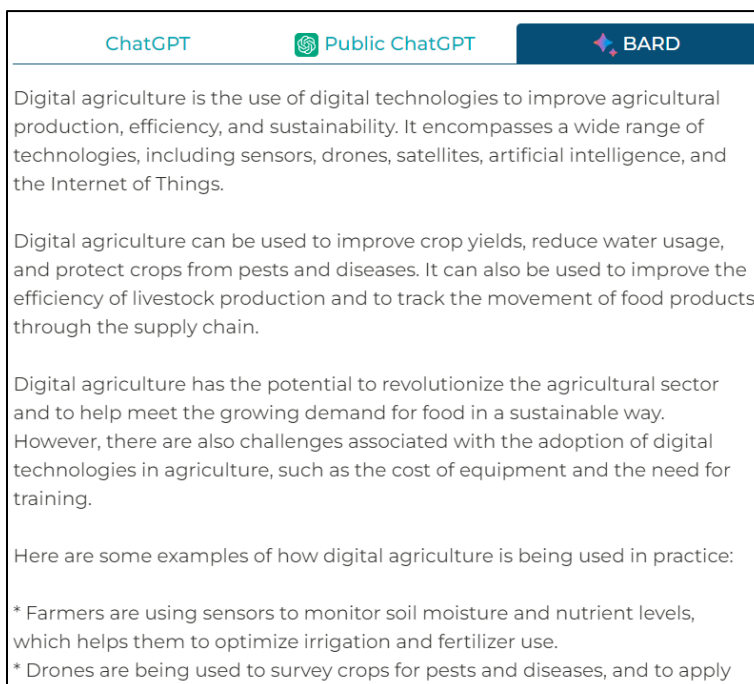 ChatGPT Public ChatGPT BARD
Digital agriculture is the use of digital technologies to improve agricultural
production, efficiency, and sustainability. It encompasses a wide range of
technologies, including sensors, drones, satellites, artificial intelligence, and
the Internet of Things.
Digital agriculture can be used to improve crop yields, reduce water usage,
and protect crops from pests and diseases. It can also be used to improve the
efficiency of livestock production and to track the movement of food products
through the supply chain.
Digital agriculture has the potential to revolutionize the agricultural sector
and to help meet the growing demand for food in a sustainable way.
However, there are also challenges associated with the adoption of digital
technologies in agriculture, such as the cost of equipment and the need for
training.
Here are some examples of how digital agriculture is being used in practice:
* Farmers are using sensors to monitor soil moisture and nutrient levels,
which helps them to optimize irrigation and fertilizer use.
* Drones are being used to survey crops for pests and diseases, and to apply